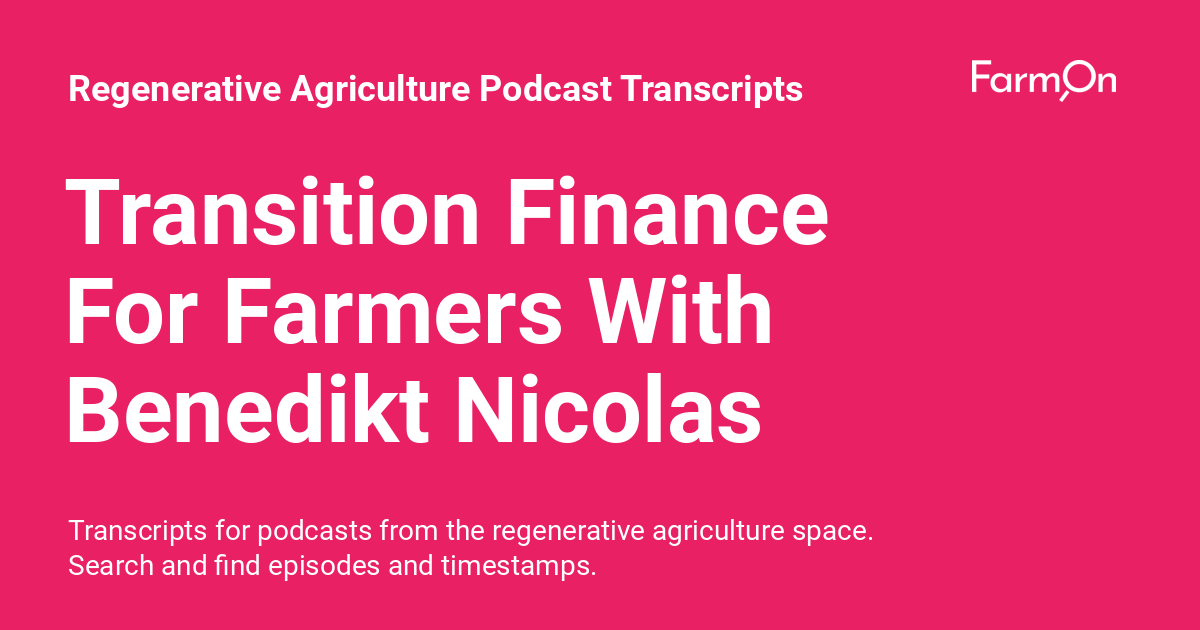 Regenerative Agriculture Podcast Transcripts
FarmOn
Transition Finance
For Farmers With
Benedikt Nicolas
Transcripts for podcasts from the regenerative agriculture space.
Search and find episodes and timestamps.